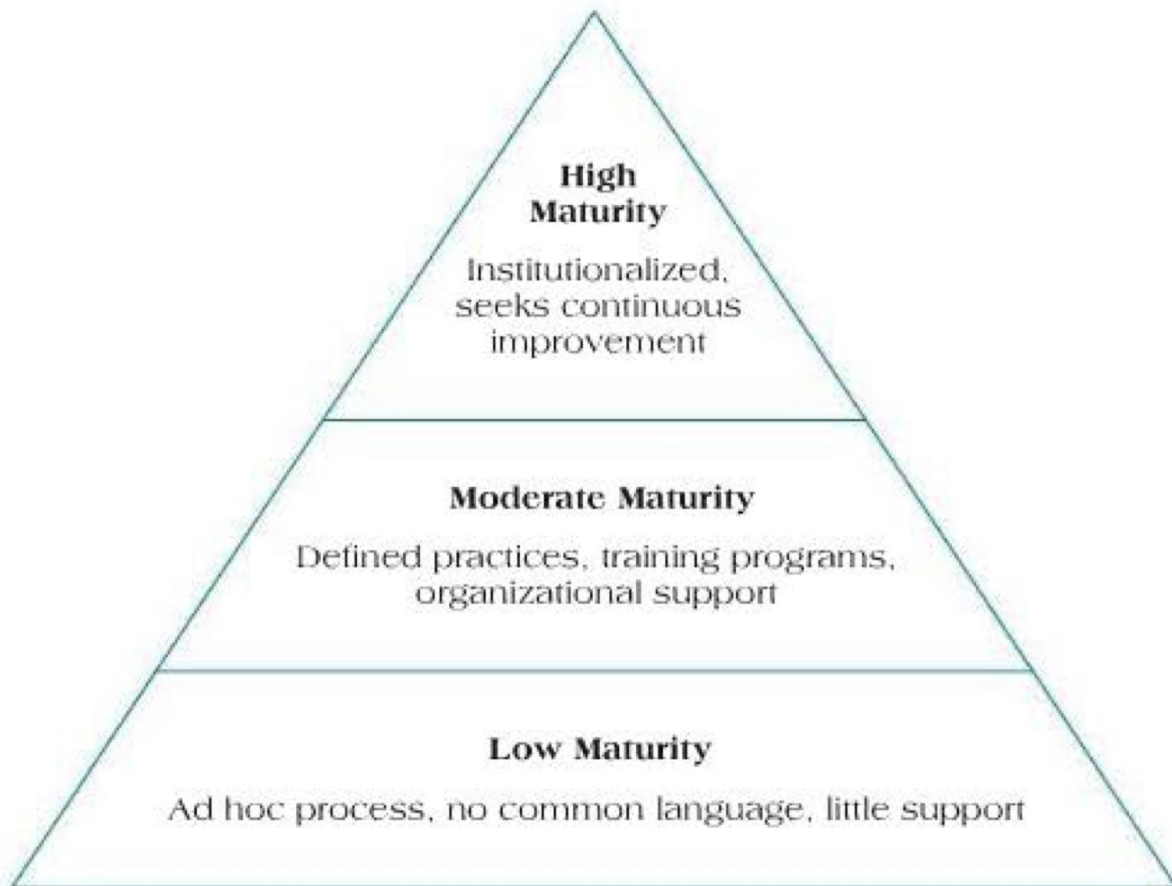 High
Maturity
Institutionalized,
seeks continuous
improvement
Moderate Maturity
Defined practices, training programs,
organizational support
Low Maturity
Ad hoc process, no common language, little support